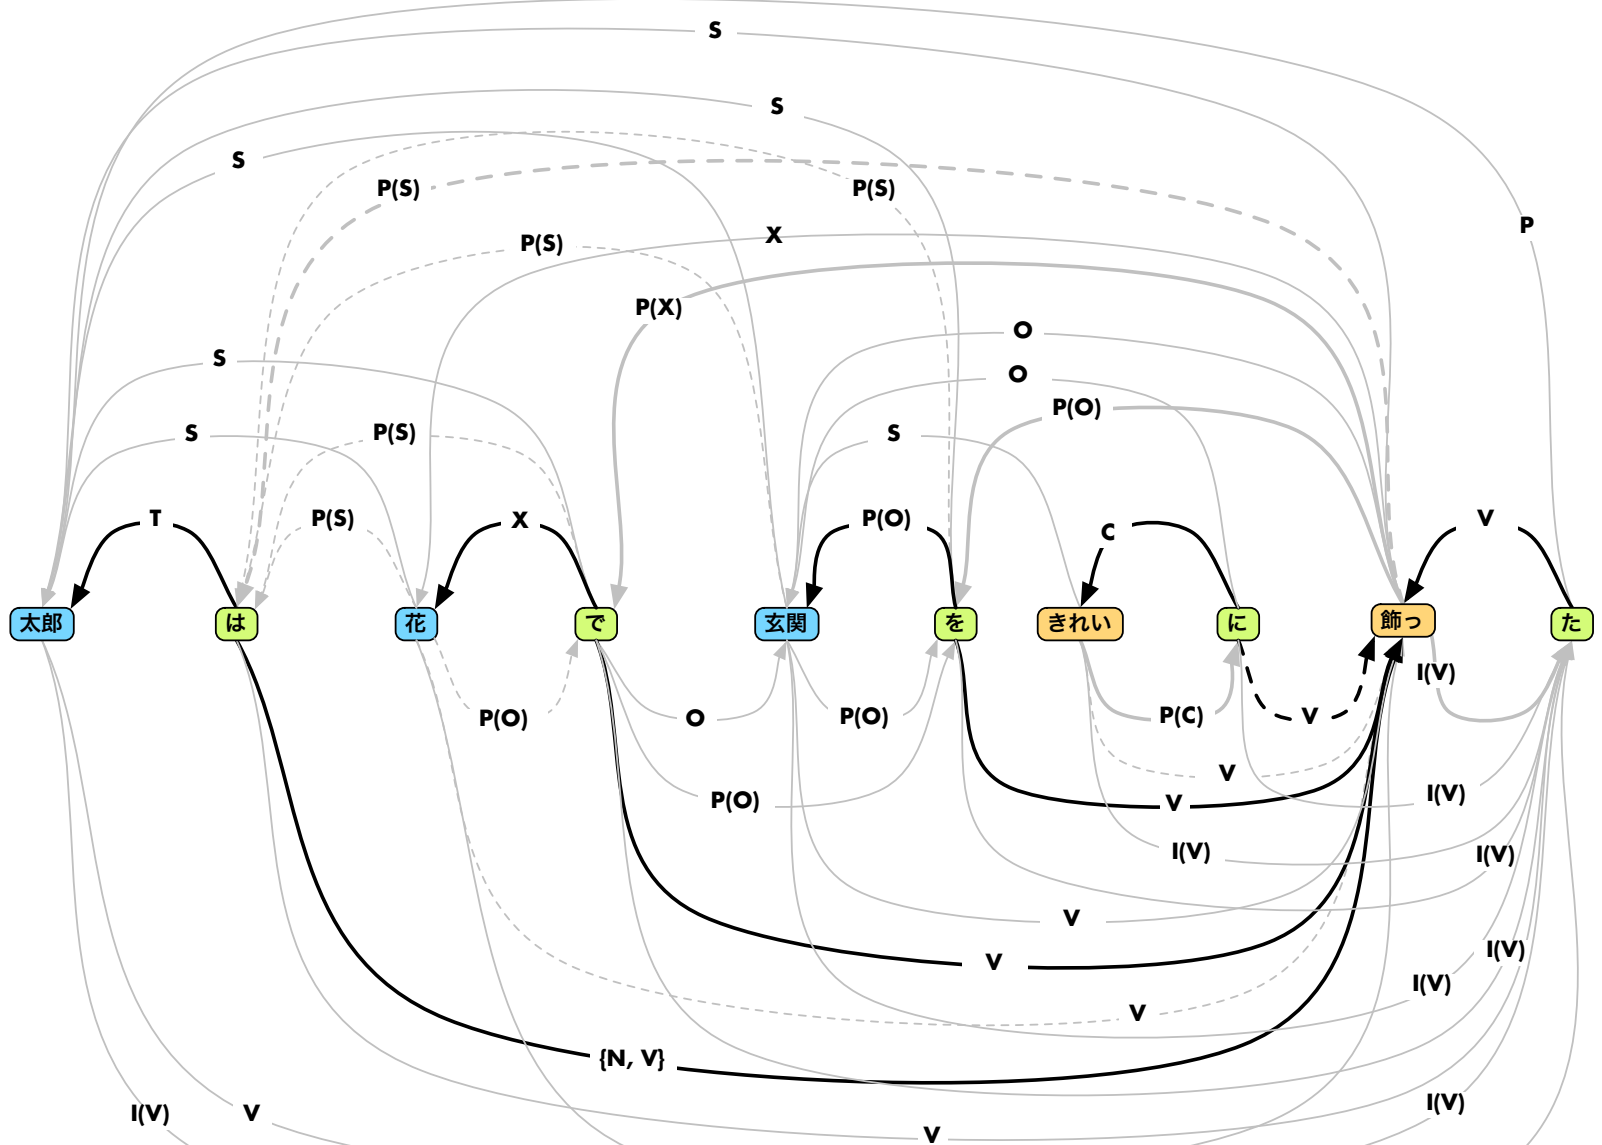 S
S
S
P(S)
P(S)
P
X
P(S)
P(X)
O
S
O
P(O)
S
P(S)
S
T
P(S)
X
P(O)
C
V
太郎
は
花
で
玄関
を
きれい
に
飾っ
た
I(V)
P(O)
O
P(O)
P(C)
V
V
P(O)
V
I(V)
I(V)
I(V)
V
V
I(V)
I(V)
V
{N, V}
I(V)
V
I(V)
V